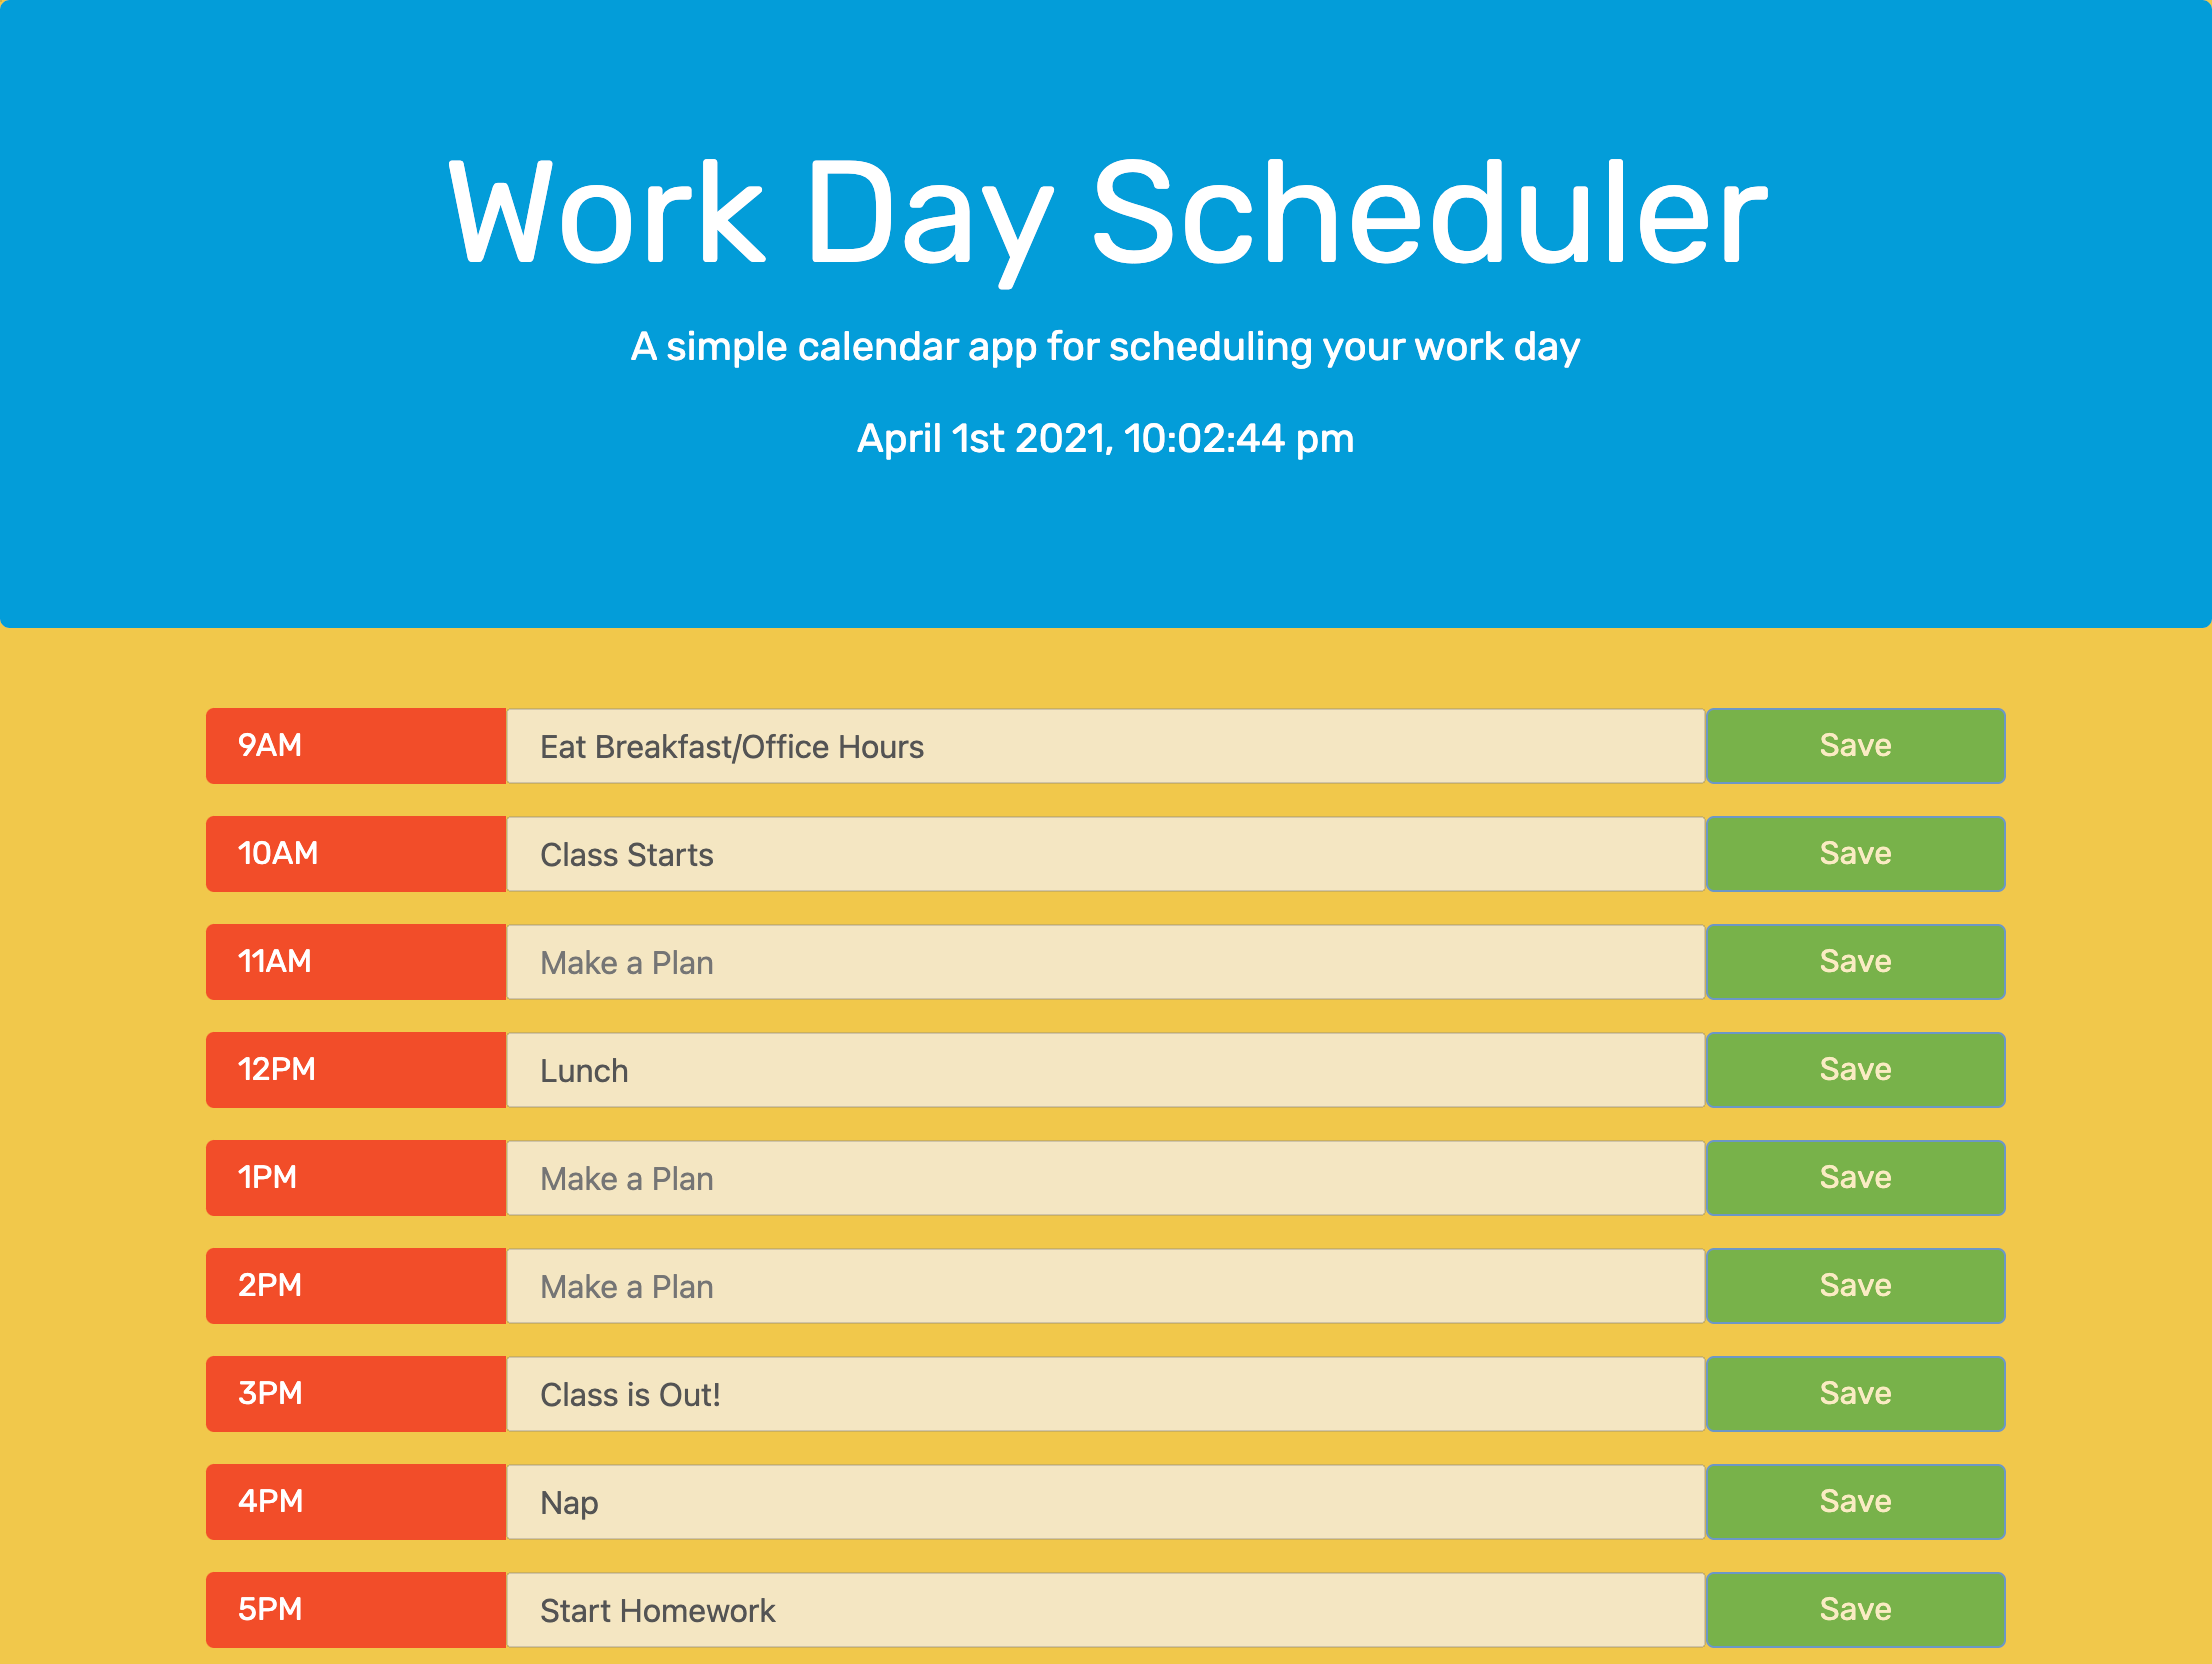 Work Day Scheduler
A simple calendar app for scheduling your work day
April 1st 2021, 10:02:44 pm
9AM Eat Breakfast/Office Hours Save
10AM Class Starts Save
11AM Make a Plan Save
12PM Lunch Save
1PM Make a Plan Save
2PM Make a Plan Save
3PM Class is Out! Save
4PM Nap Save
5PM Start Homework Save